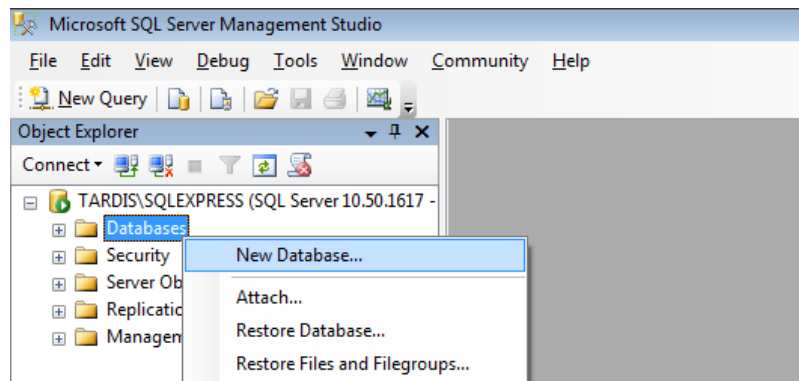 Microsoft SQL Server Management Studio
File Edit View Debug Tools Window Community Help
New Query
Object Explorer
Connect
TARDIS\SQLEXPRESS (SQL Server 10.50.1617 -
Databases
Security
Server Ob
Replicatio
Managem
New Database...
Attach...
Restore Database...
Restore Files and Filegroups...